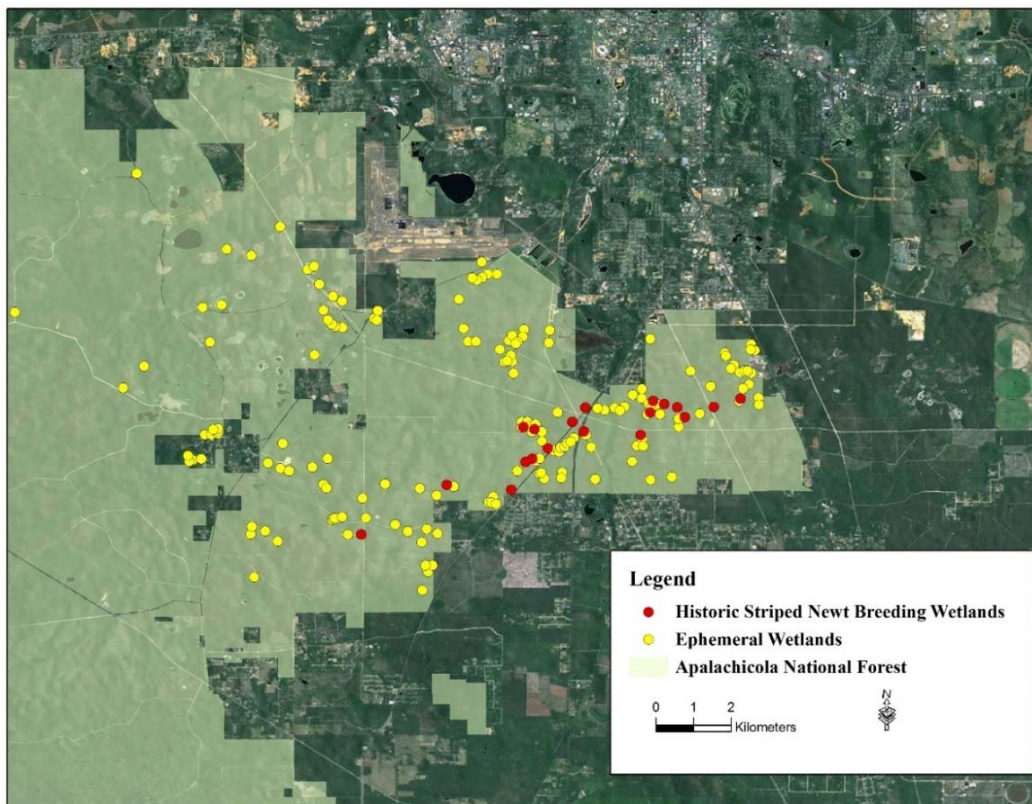 Legend
Historic Striped Newt Breeding Wetlands
Ephemeral Wetlands
Apalachicola National Forest
N
0 1 2
Kilometers